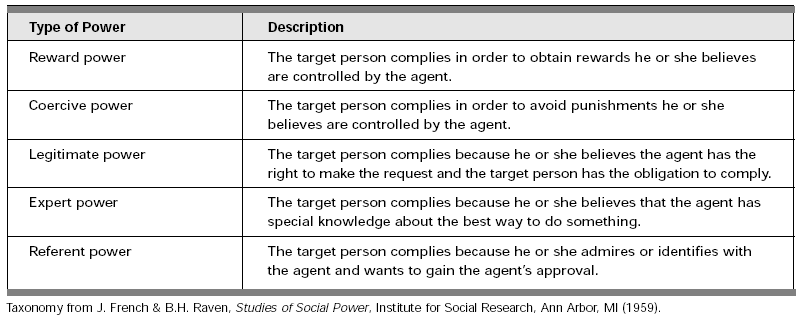 Type of Power Description
Reward power The target person complies in order to obtain rewards he or she believes
are controlled by the agent.
Coercive power The target person complies in order to avoid punishments he or she
believes are controlled by the agent.
Legitimate power The target person complies because he or she believes the agent has the
right to make the request and the target person has the obligation to comply.
Expert power The target person complies because he or she believes that the agent has
special knowledge about the best way to do something.
Referent power The target person complies because he or she admires or identifies with
the agent and wants to gain the agent's approval.
Taxonomy from J. French & B.H. Raven, Studies of Social Power, Institute for Social Research, Ann Arbor, MI (1959).